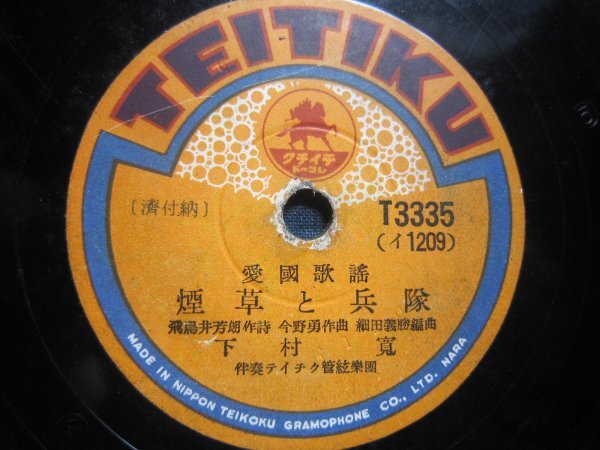 TEITIKU
テイチク
レコード
〔納付濟〕
T3335
(イ1209)
愛國歌謡
煙草と兵隊
飛鳥井芳朗作詩 今野勇作曲 細田義勝編曲
下村寛
伴奏テイチク管絃樂團
MADE IN NIPPON TEIKOKU GRAMOPHONE CO., LTD. NARA